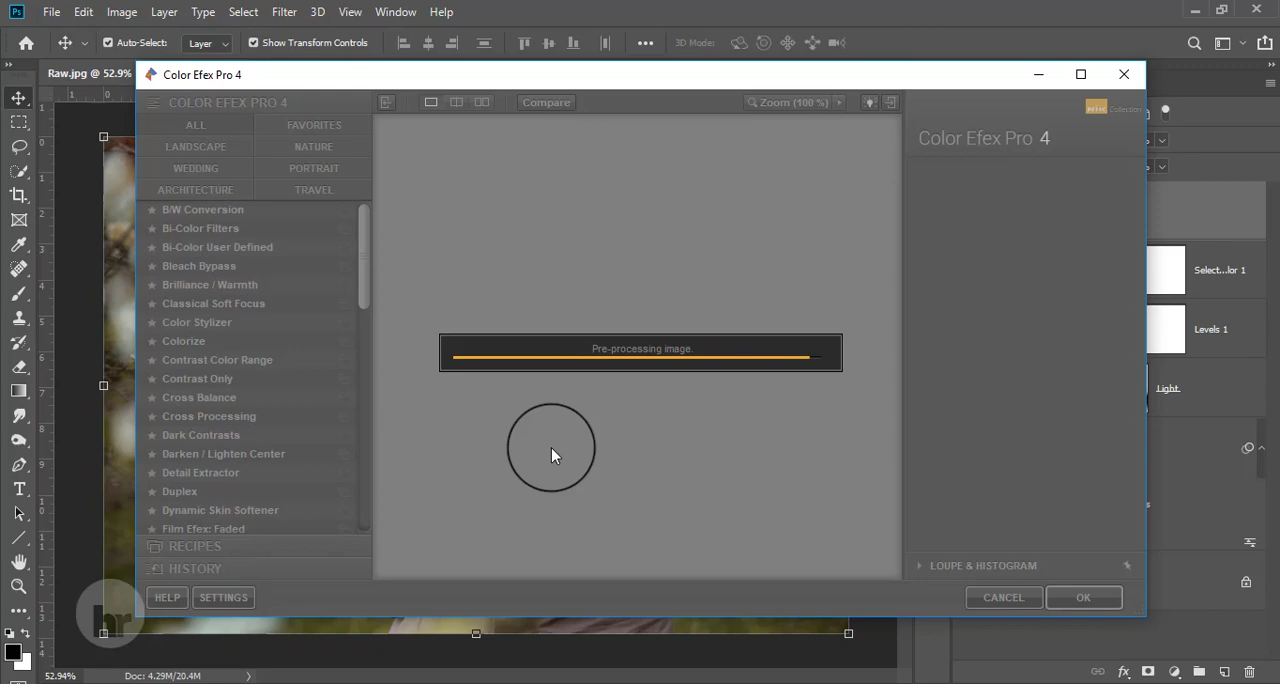 Ps File Edit Image Layer Type Select Filter 3D View Window Help
Auto-Select: Layer Show Transform Controls ••• 3D Mode:
Raw.jpg @ 52.9%
Color Efex Pro 4
COLOR EFEX PRO 4 Compare Zoom (100 %)
ALL FAVORITES
LANDSCAPE NATURE
WEDDING PORTRAIT
ARCHITECTURE TRAVEL
B/W Conversion
Bi-Color Filters
Bi-Color User Defined
Bleach Bypass
Brilliance / Warmth
Classical Soft Focus
Color Stylizer
Colorize
Contrast Color Range
Contrast Only
Cross Balance
Cross Processing
Dark Contrasts
Darken / Lighten Center
Detail Extractor
Duplex
Dynamic Skin Softener
Film Efex: Faded
RECIPES
HISTORY
HELP SETTINGS
Pre-processing image.
Collection
Color Efex Pro 4
LOUPE & HISTOGRAM
CANCEL OK
Select...lor 1
Levels 1
Light
hr
52.94% Doc: 4.29M/20.4M